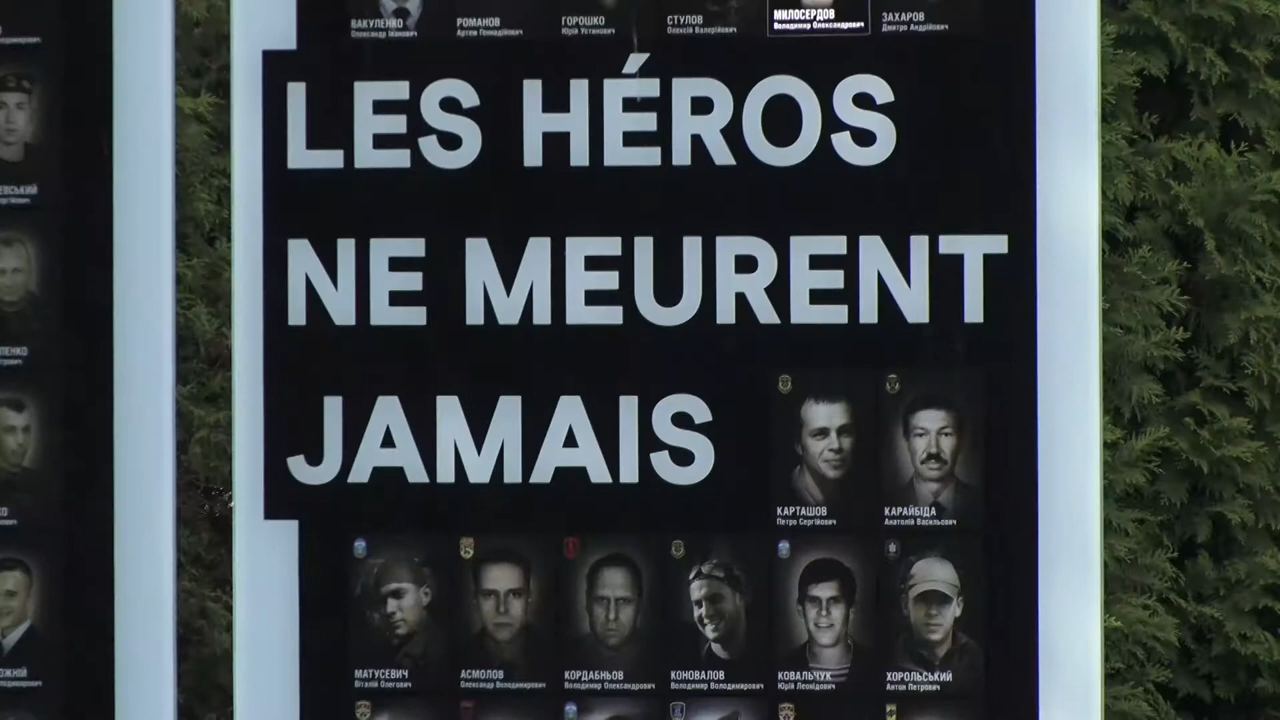 ВАКУЛЕНКО
Олександр Іванович
РОМАНОВ
Артем Геннадійович
ГОРОШКО
Юрій Устинович
СТУЛОВ
Олексій Валерійович
МИЛОСЕРДОВ
Володимир Олександрович
ЗАХАРОВ
Дмитро Андрійович
LES HÉROS
NE MEURENT
JAMAIS
КАРТАШОВ
Петро Сергійович
КАРАЙБІДА
Анатолій Васильович
МАТУСЕВИЧ
Віталій Олегович
АСМОЛОВ
Олександр Володимирович
КОРДАБНЬОВ
Володимир Олександрович
КОНОВАЛОВ
Володимир Володимирович
КОВАЛЬЧУК
Юрій Леонідович
ХОРОЛЬСЬКИЙ
Антон Петрович